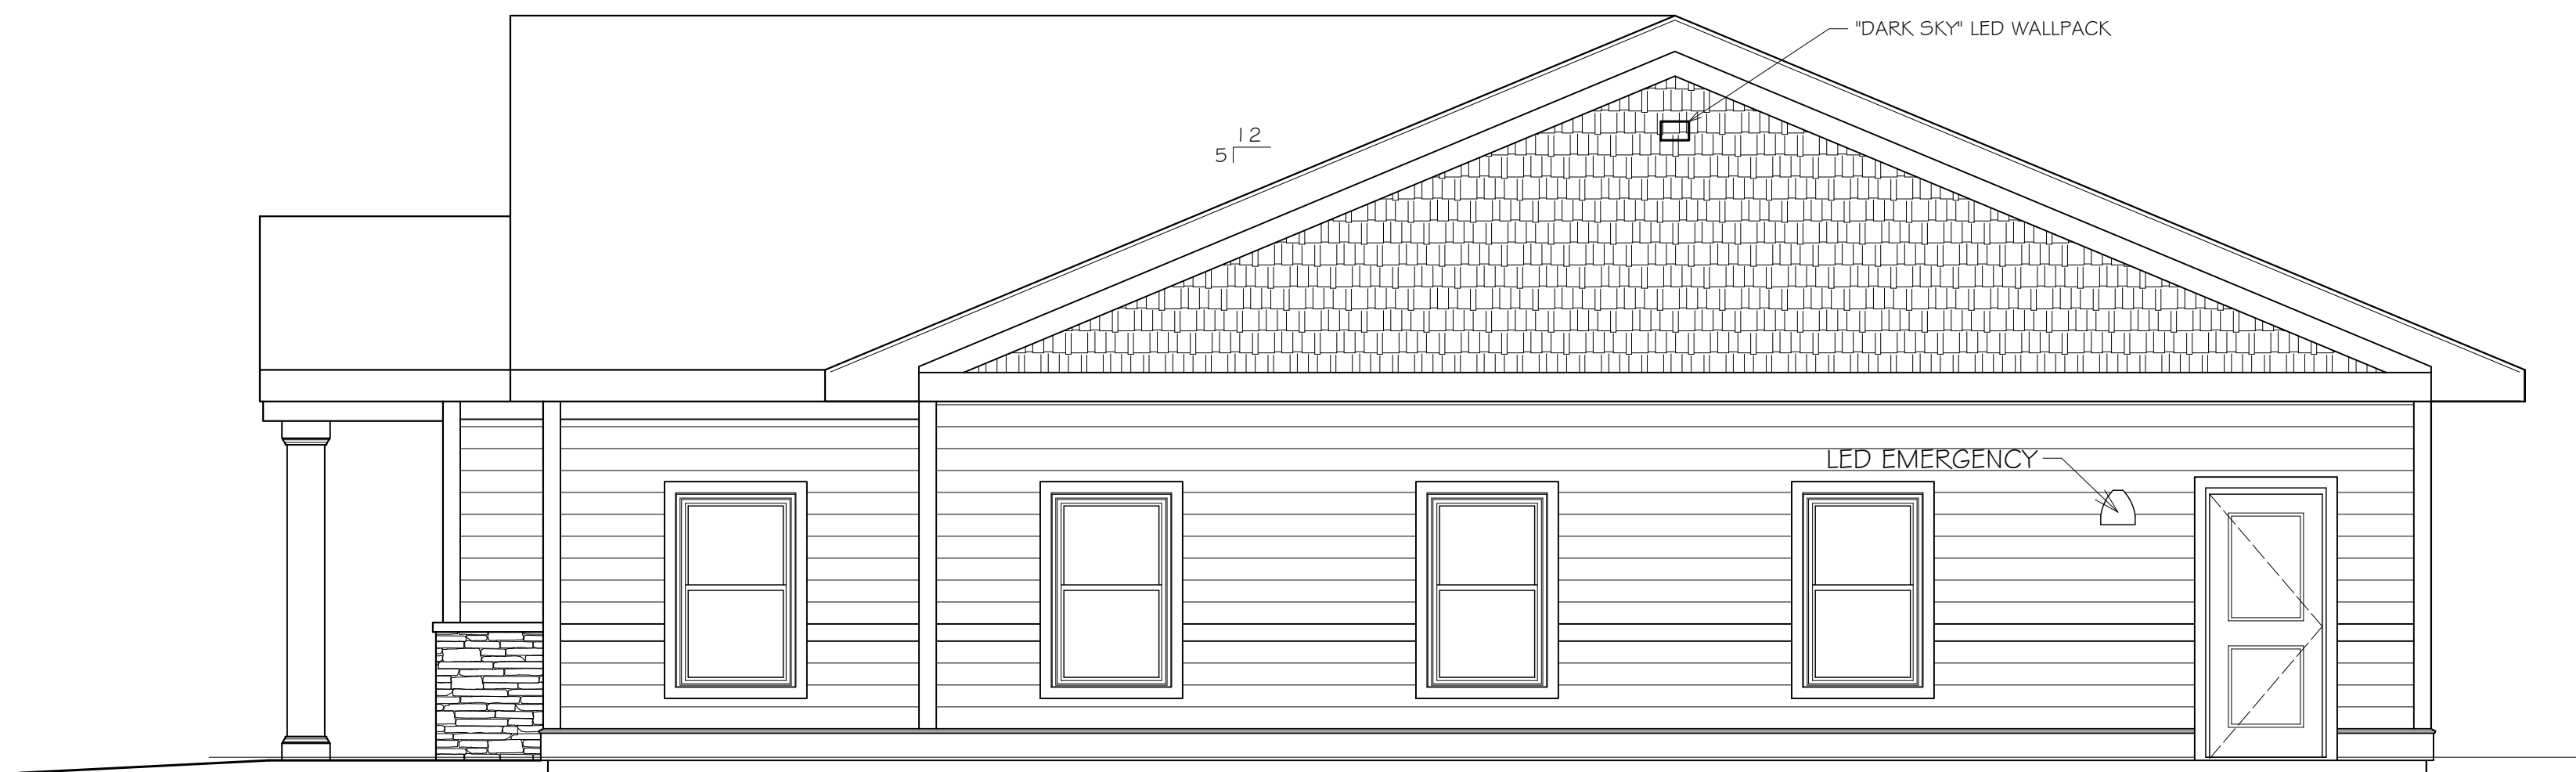 "DARK SKY" LED WALLPACK
12
5
LED EMERGENCY